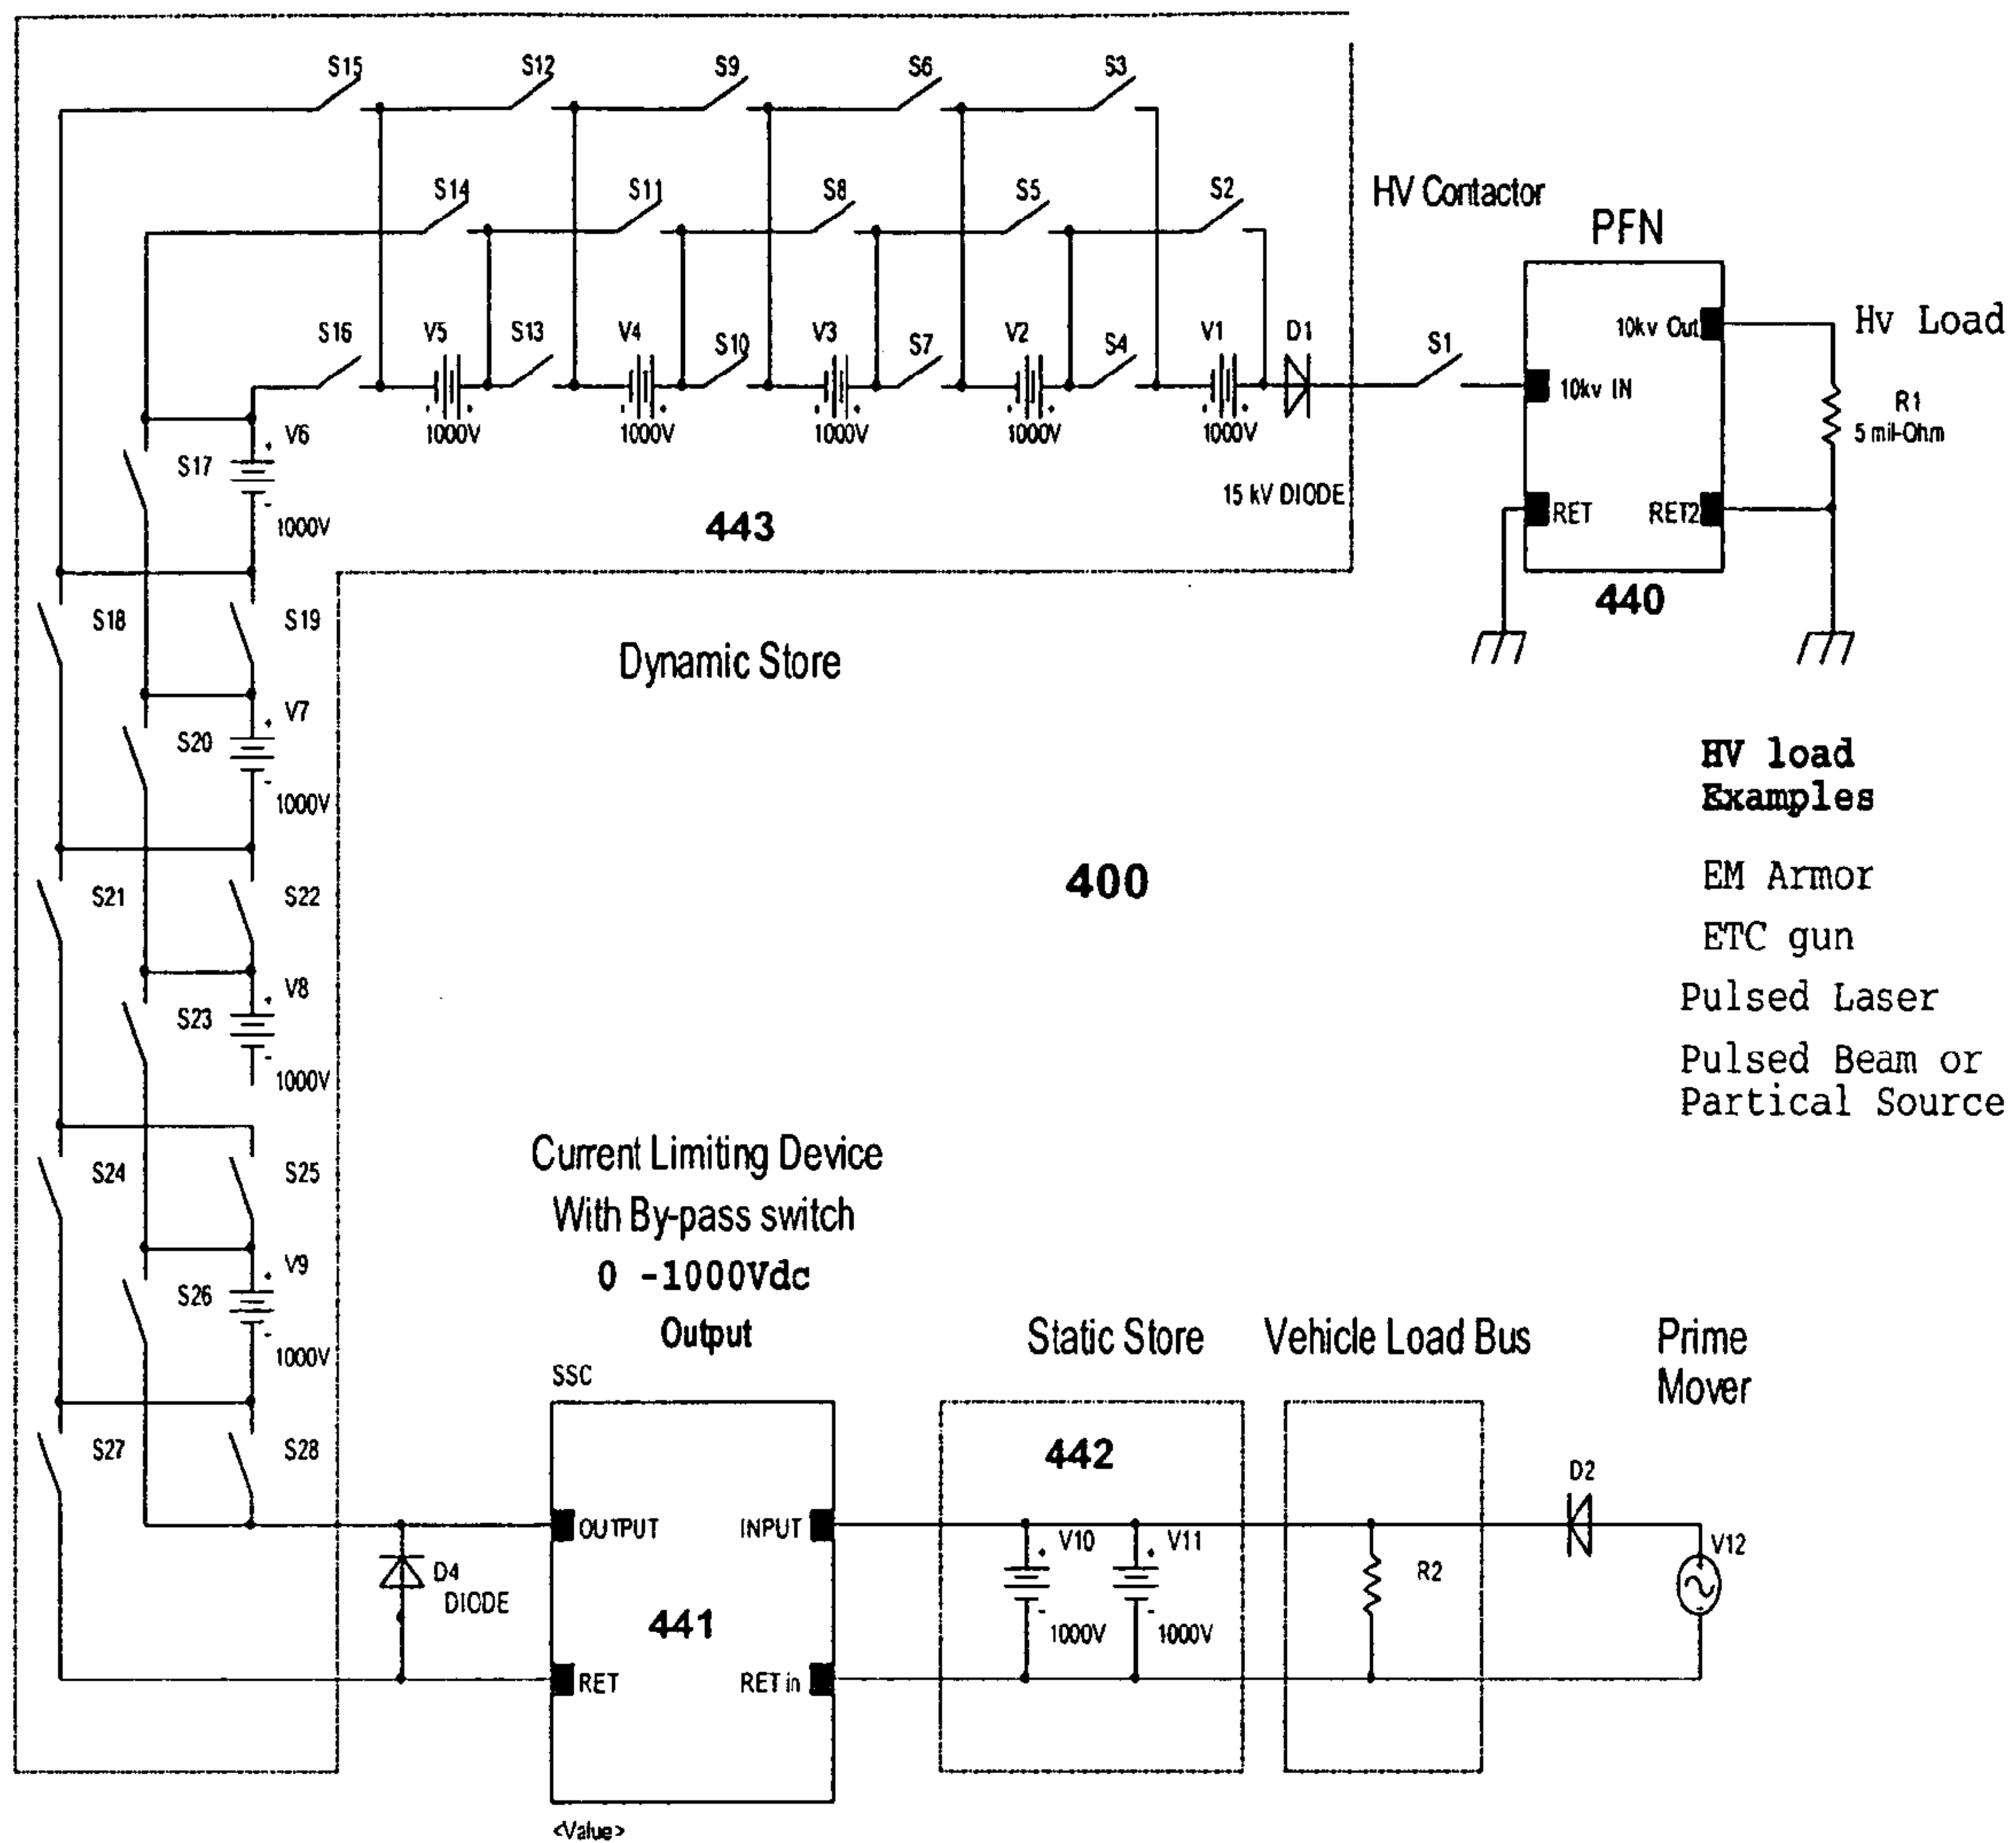 S15
S12
S9
S6
S3
S14
S11
S8
S5
S2
HV Contactor
PFN
S16
V5
S13
V4
S10
V3
S7
V2
S4
V1
D1
S1
10kv Out
Hv Load
10kv IN
R1
5 mil-Ohm
- +
- +
- +
- +
- +
1000V
1000V
1000V
1000V
1000V
V6
+
S17
-
1000V
443
15 kV DIODE
RET
RET2
440
S18
S19
Dynamic Store
V7
+
S20
-
1000V
HV load
Examples
S21
S22
400
EM Armor
ETC gun
V8
+
S23
-
1000V
Pulsed Laser
Pulsed Beam or
Partical Source
S24
S25
Current Limiting Device
With By-pass switch
0 -1000Vdc
Output
V9
+
S26
-
1000V
Static Store
Vehicle Load Bus
Prime
Mover
SSC
S27
S28
442
D2
OUTPUT
INPUT
+
V10
+
V11
V12
D4
DIODE
R2
441
-
1000V
-
1000V
RET
RET in
<Value>